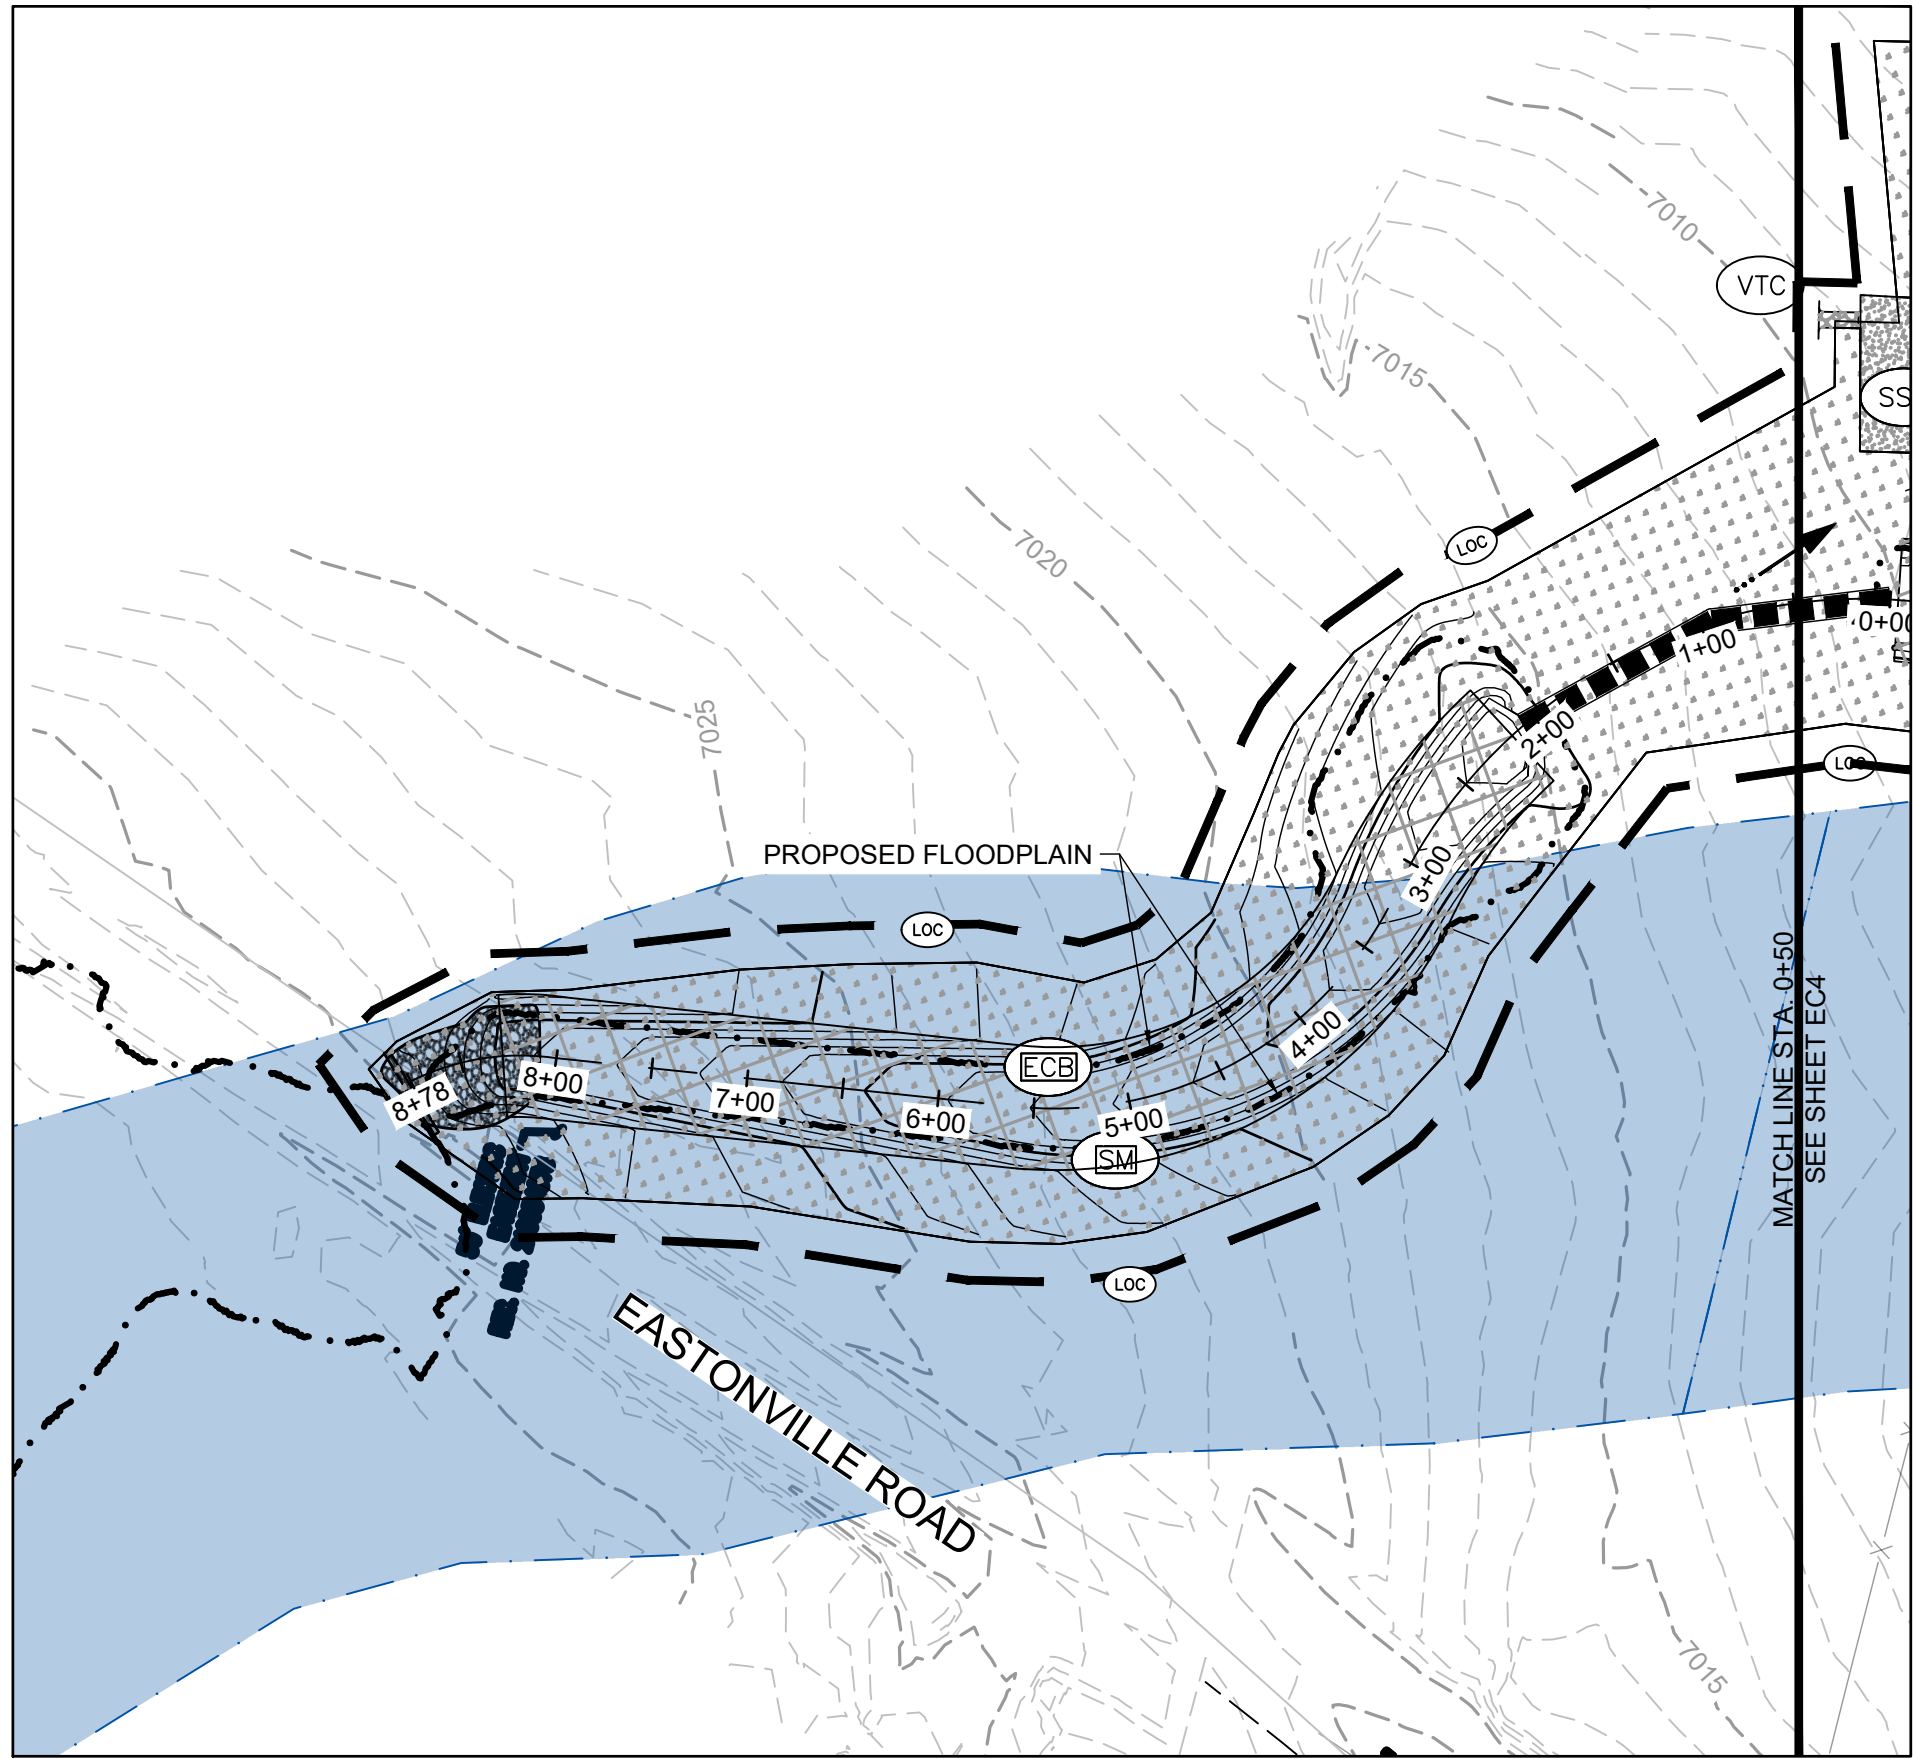 7010
VTC
7015
SS
LOC
7020
0+00
1+00
7025
2+00
LOC
PROPOSED FLOODPLAIN
3+00
LOC
MATCH LINE STA. 0+50
SEE SHEET EC4
4+00
ECB
8+00
8+78
7+00
6+00
5+00
SM
LOC
EASTONVILLE ROAD
7015